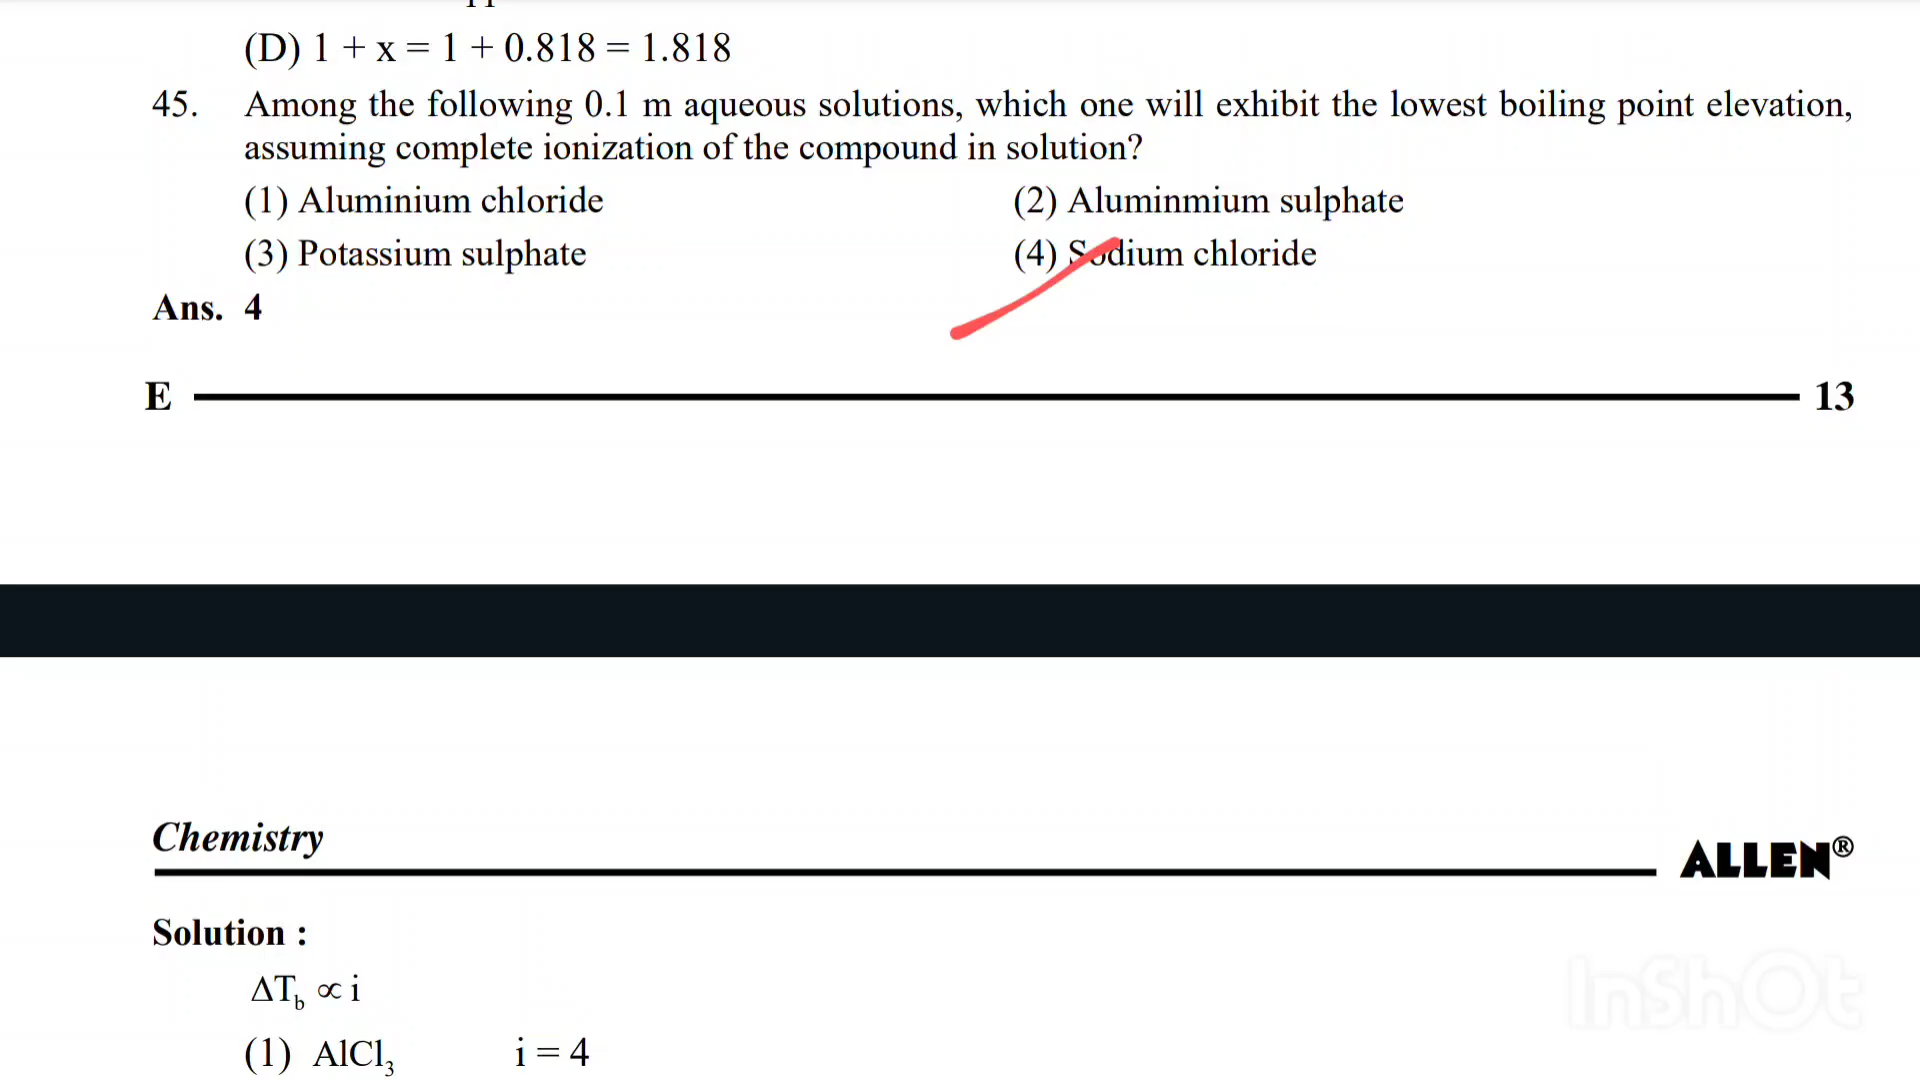 (D) 1 + x = 1 + 0.818 = 1.818
45. Among the following 0.1 m aqueous solutions, which one will exhibit the lowest boiling point elevation,
assuming complete ionization of the compound in solution?
(1) Aluminium chloride (2) Aluminmium sulphate
(3) Potassium sulphate (4) Sodium chloride
Ans. 4
E 13
Chemistry ALLEN®
Solution :
ΔTb ∝ i
InShOt
(1) AlCl3 i = 4